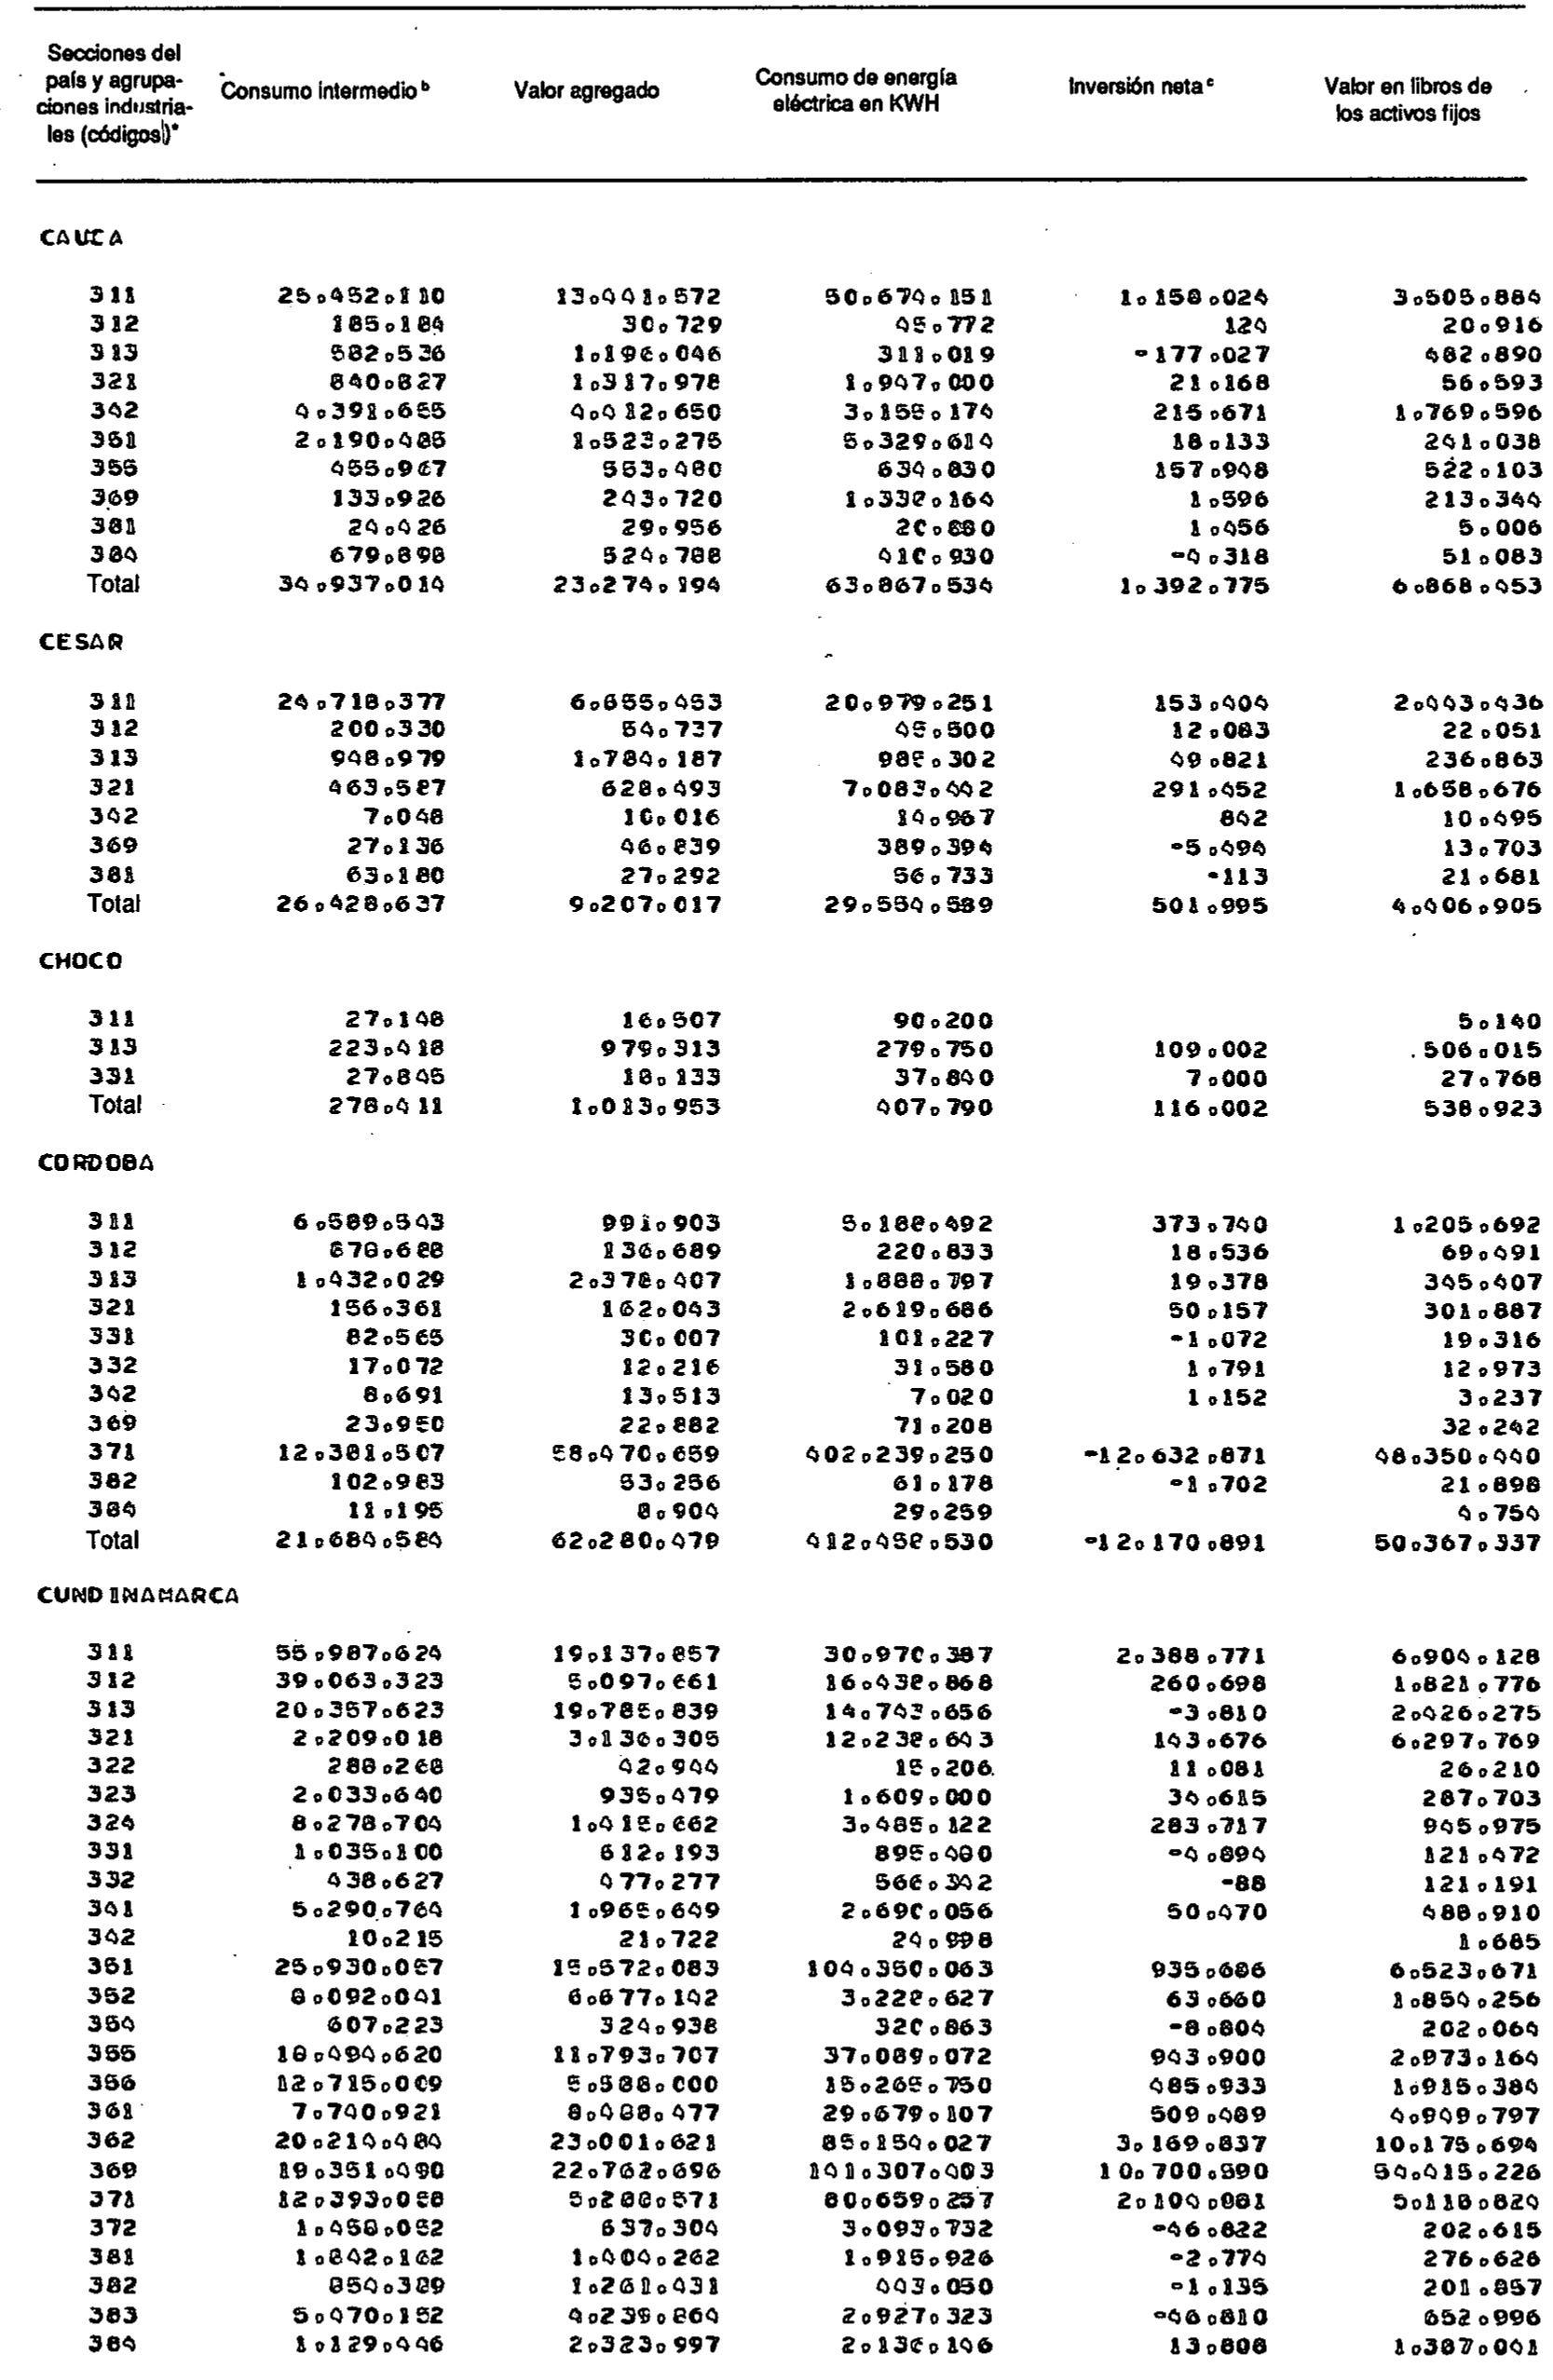 Secciones del país y agrupaciones industriales (códigos)* Consumo intermedio b Valor agregado Consumo de energía eléctrica en KWH Inversión neta c Valor en libros de los activos fijos
CAUCA
311 25.452.110 13.441.572 50.674.151 1.158.024 3.505.884
312 185.184 30.729 45.772 124 20.916
313 582.536 1.196.046 311.019 -177.027 482.890
321 840.827 1.317.978 1.947.000 21.168 56.593
342 4.391.655 4.412.650 3.155.174 215.671 1.769.596
351 2.190.485 1.523.275 5.329.614 18.133 241.038
355 455.967 553.480 634.830 157.948 522.103
369 133.926 243.720 1.338.164 1.596 213.344
381 24.426 29.956 20.880 1.456 5.006
384 679.898 524.788 410.930 -4.318 51.083
Total 34.937.014 23.274.194 63.867.534 1.392.775 6.868.453
CESAR
311 24.718.377 6.655.453 20.979.251 153.404 2.443.436
312 200.330 54.737 45.500 12.083 22.051
313 948.979 1.784.187 985.302 49.821 236.863
321 463.587 628.493 7.083.442 291.452 1.658.676
342 7.048 10.016 14.967 842 10.495
369 27.136 46.839 389.394 -5.494 13.703
381 63.180 27.292 56.733 -113 21.681
Total 26.428.637 9.207.017 29.554.589 501.995 4.406.905
CHOCO
311 27.148 16.507 90.200 5.140
313 223.418 979.313 279.750 109.002 506.015
331 27.845 18.133 37.840 7.000 27.768
Total 278.411 1.013.953 407.790 116.002 538.923
CORDOBA
311 6.589.543 991.903 5.188.492 373.740 1.205.692
312 878.688 136.689 220.833 18.536 69.491
313 1.432.029 2.378.407 1.888.797 19.378 345.407
321 156.361 162.043 2.619.686 50.157 301.887
331 82.565 30.007 101.227 -1.072 19.316
332 17.072 12.216 31.580 1.791 12.973
342 8.691 13.513 7.020 1.152 3.237
369 23.950 22.882 71.208 32.242
371 12.381.507 58.470.659 402.239.250 -12.632.871 48.350.440
382 102.983 53.256 61.178 -1.702 21.898
384 11.195 8.904 29.259 4.754
Total 21.684.584 62.280.479 412.458.530 -12.170.891 50.367.337
CUNDINAMARCA
311 55.987.624 19.137.857 30.970.387 2.388.771 6.904.128
312 39.063.323 5.097.661 16.438.868 260.698 1.821.776
313 20.357.623 19.785.839 14.743.656 -3.810 2.426.275
321 2.209.018 3.136.305 12.238.643 143.676 6.297.769
322 288.268 42.944 15.206 11.081 26.210
323 2.033.640 935.479 1.609.000 34.615 287.703
324 8.278.704 1.415.662 3.485.122 283.717 945.975
331 1.035.100 612.193 895.480 -4.894 121.472
332 438.627 477.277 566.342 -88 121.191
341 5.290.764 1.965.649 2.690.056 50.470 488.910
342 10.215 21.722 24.998 1.685
351 25.930.057 15.572.083 104.350.063 935.686 6.523.671
352 8.092.041 6.677.142 3.228.627 63.660 1.854.256
354 607.223 324.938 320.863 -8.804 202.064
355 18.494.620 11.793.707 37.089.072 943.900 2.973.164
356 12.715.009 5.588.000 15.265.750 485.933 1.915.384
361 7.740.921 8.488.477 29.679.107 509.489 4.949.797
362 20.214.484 23.001.621 85.154.027 3.169.837 10.175.694
369 19.351.490 22.762.696 141.307.403 10.700.590 54.415.226
371 12.393.058 5.288.571 80.659.257 2.104.081 5.118.824
372 1.458.052 637.304 3.093.732 -46.822 202.615
381 1.842.162 1.404.262 1.915.926 -2.774 276.626
382 854.389 1.261.431 443.050 -1.135 201.857
383 5.470.152 4.239.864 2.927.323 -46.810 652.996
384 1.129.446 2.323.997 2.136.146 13.808 1.387.041